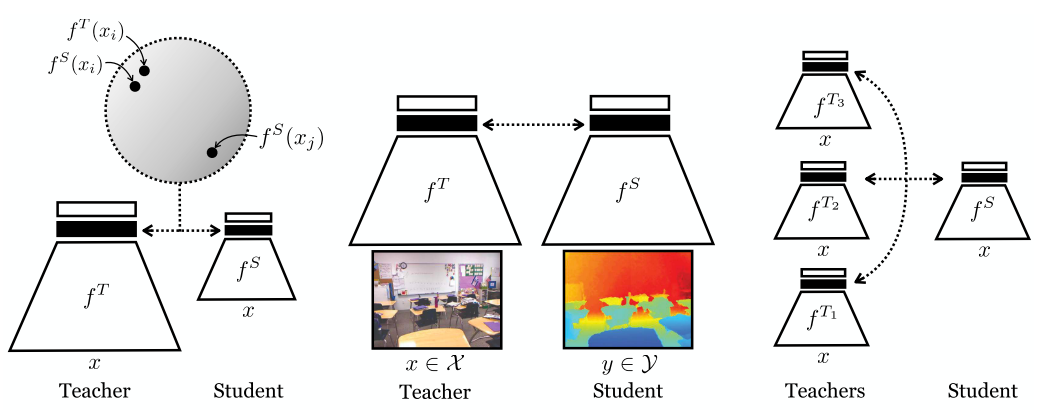 f^T(x_i)
f^S(x_i)
f^S(x_j)
f^T
x
Teacher
f^S
x
Student
f^T
x ∈ 𝒳
Teacher
f^S
y ∈ 𝒴
Student
f^{T_3}
x
f^{T_2}
x
f^{T_1}
x
Teachers
f^S
x
Student